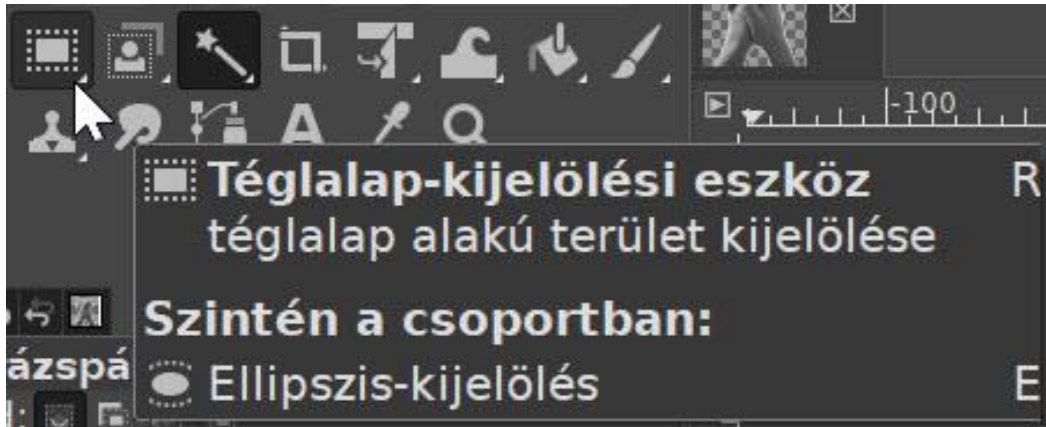 -100
Téglalap-kijelölési eszköz R
téglalap alakú terület kijelölése
Szintén a csoportban:
Ellipszis-kijelölés E